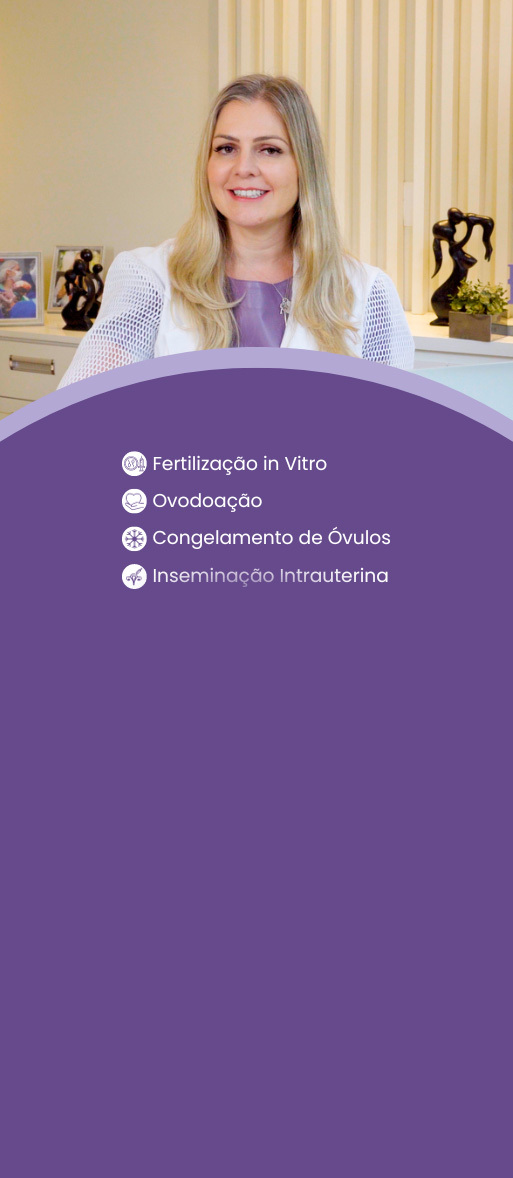 Fertilização in Vitro
Ovodoação
Congelamento de Óvulos
Inseminação Intrauterina